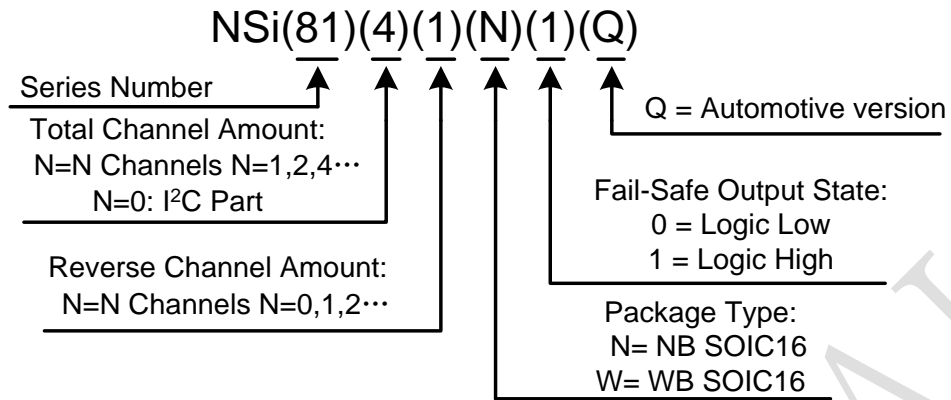 NSi(81)(4)(1)(N)(1)(Q)
Series Number
Total Channel Amount:
N=N Channels N=1,2,4⋯
N=0: I²C Part
Reverse Channel Amount:
N=N Channels N=0,1,2⋯
Q = Automotive version
Fail-Safe Output State:
0 = Logic Low
1 = Logic High
Package Type:
N= NB SOIC16
W= WB SOIC16